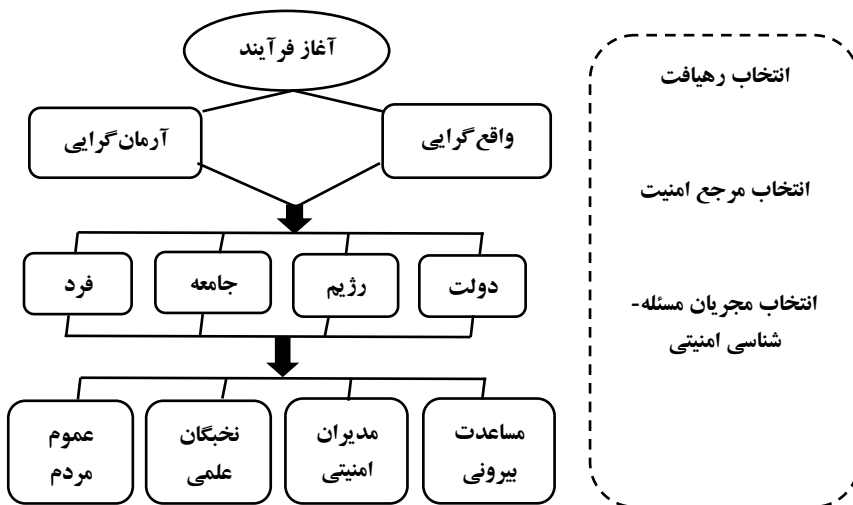 آغاز فرآیند
انتخاب رهیافت
واقع‌گرایی
آرمان‌گرایی
انتخاب مرجع امنیت
دولت
رژیم
جامعه
فرد
انتخاب مجریان مسئله-
شناسی امنیتی
مساعدت
بیرونی
مدیران
امنیتی
نخبگان
علمی
عموم
مردم